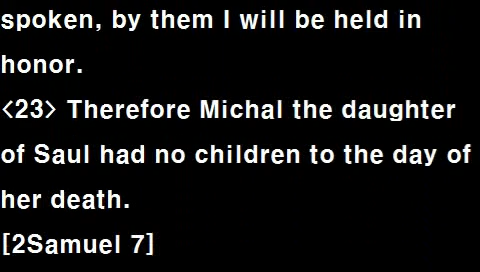 spoken, by them I will be held in
honor.
<23> Therefore Michal the daughter
of Saul had no children to the day of
her death.
[2Samuel 7]